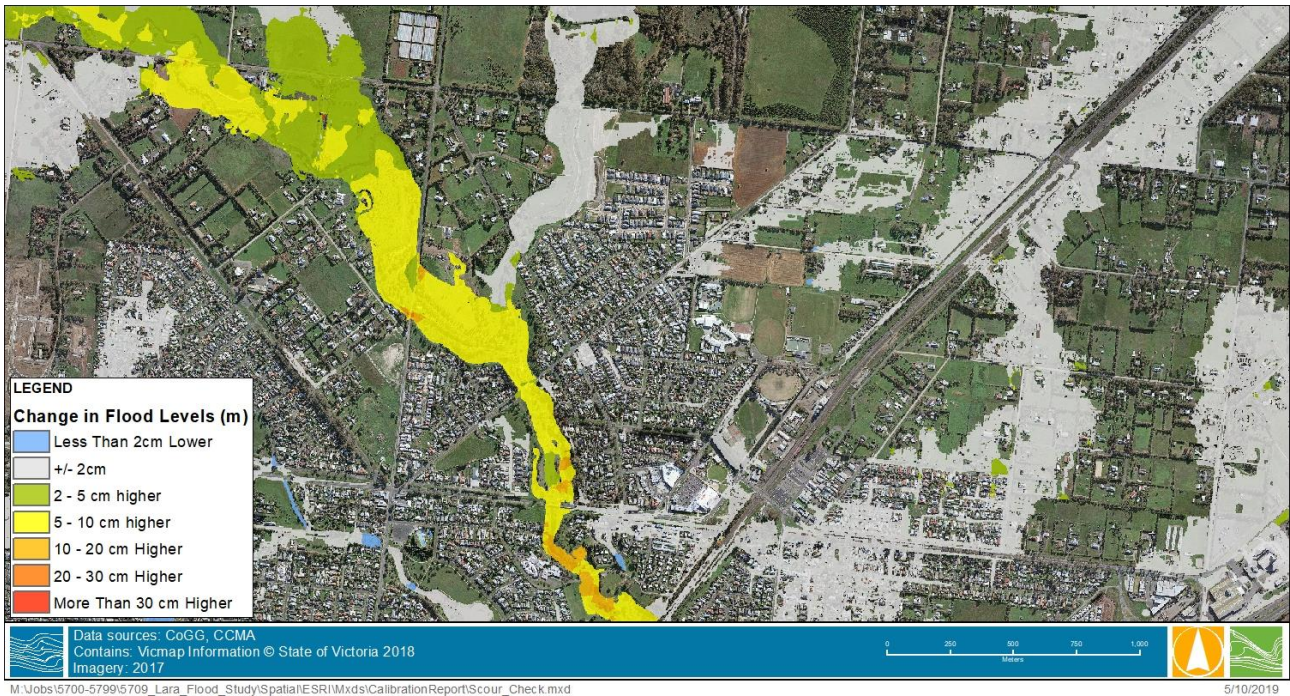 LEGEND
Change in Flood Levels (m)
Less Than 2cm Lower
+/- 2cm
2 - 5 cm higher
5 - 10 cm higher
10 - 20 cm Higher
20 - 30 cm Higher
More Than 30 cm Higher
Data sources: CoGG, CCMA
Contains: Vicmap Information © State of Victoria 2018
Imagery: 2017
0 250 500 750 1,000
Meters
M:\Jobs\5700-5799\5709_Lara_Flood_Study\Spatial\ESRI\Mxds\CalibrationReport\Scour_Check.mxd
5/10/2019